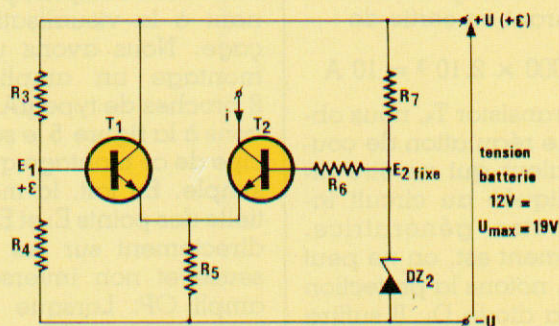 +U (+ε)
R3
R7
T1
i
T2
E1
+ε
R6
E2 fixe
tension
batterie
12V =
Umax = 19V
R4
R5
DZ2
-U